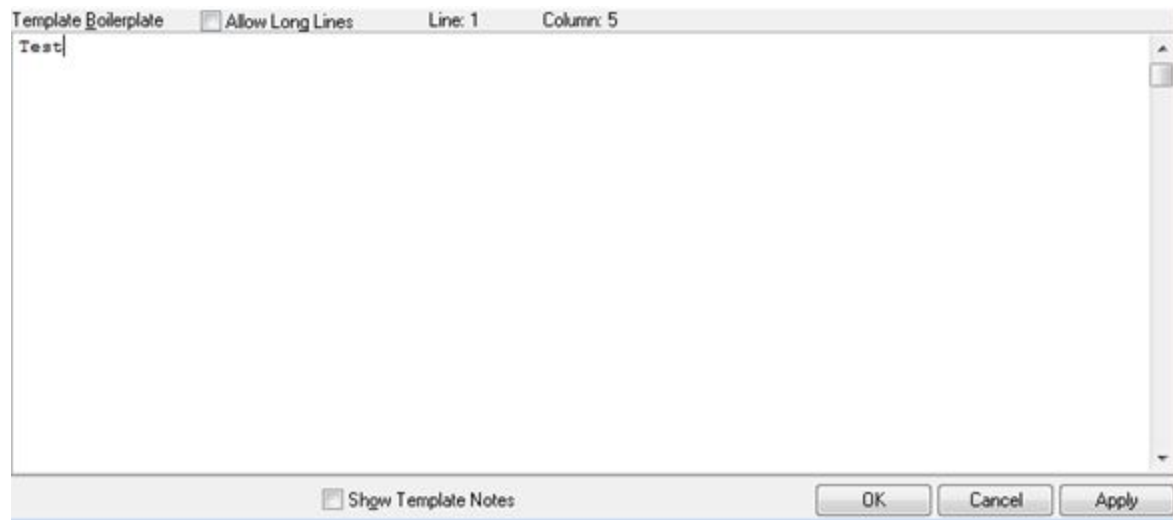 Template Boilerplate Allow Long Lines Line: 1 Column: 5
Test
Show Template Notes OK Cancel Apply